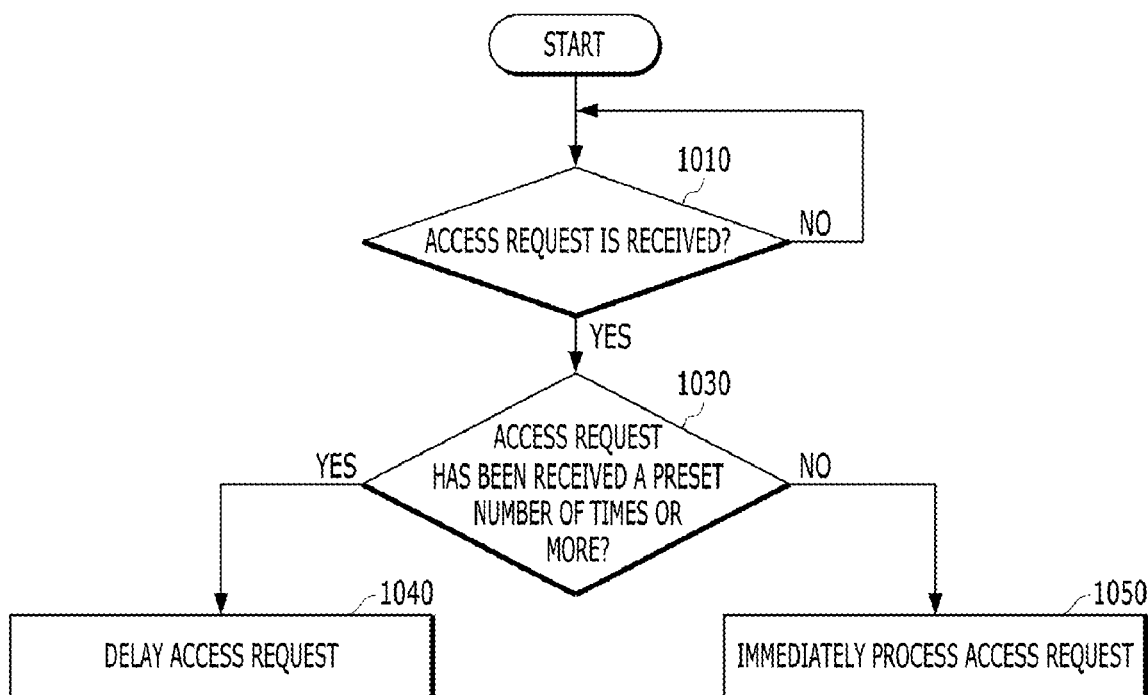 START
1010
ACCESS REQUEST IS RECEIVED?
NO
YES
1030
ACCESS REQUEST
HAS BEEN RECEIVED A PRESET
NUMBER OF TIMES OR
MORE?
YES
NO
1040
DELAY ACCESS REQUEST
1050
IMMEDIATELY PROCESS ACCESS REQUEST